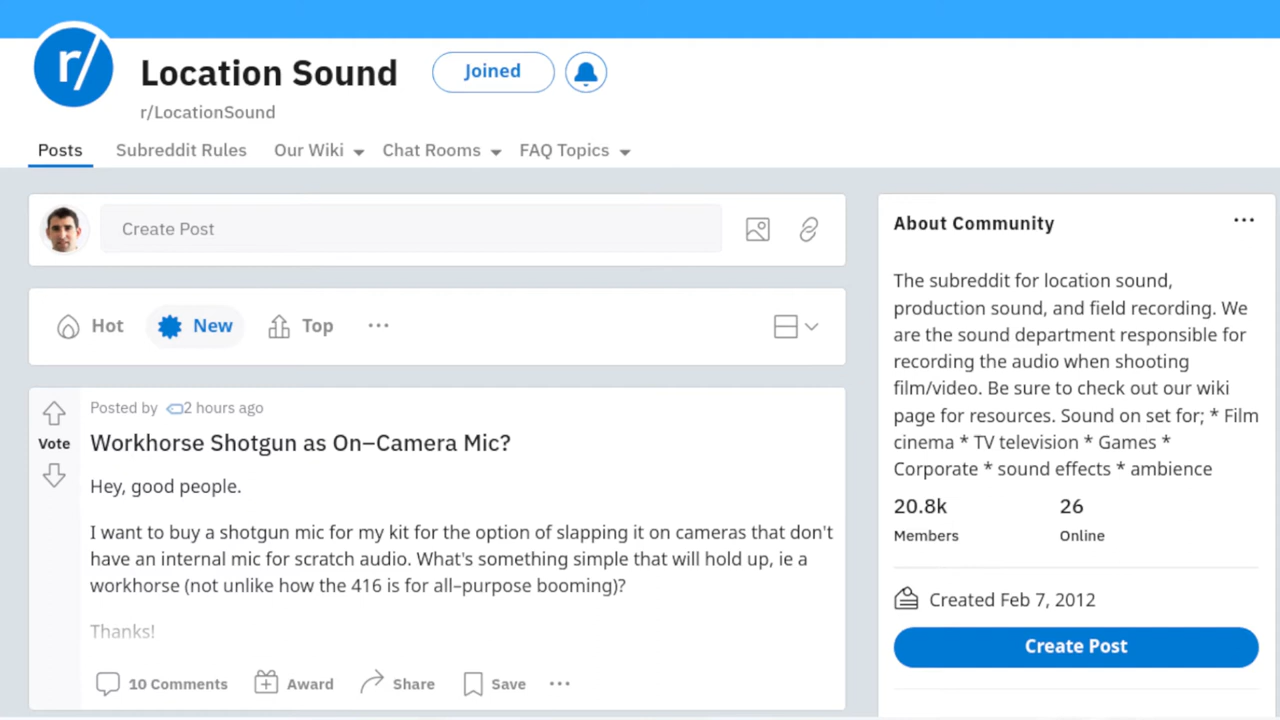 r/
Location Sound
Joined
r/LocationSound
Posts
Subreddit Rules
Our Wiki
Chat Rooms
FAQ Topics
Create Post
Hot
New
Top
Posted by 2 hours ago
Vote
Workhorse Shotgun as On–Camera Mic?
Hey, good people.
I want to buy a shotgun mic for my kit for the option of slapping it on cameras that don't
have an internal mic for scratch audio. What's something simple that will hold up, ie a
workhorse (not unlike how the 416 is for all–purpose booming)?
Thanks!
10 Comments
Award
Share
Save
About Community
The subreddit for location sound,
production sound, and field recording. We
are the sound department responsible for
recording the audio when shooting
film/video. Be sure to check out our wiki
page for resources. Sound on set for; * Film
cinema * TV television * Games *
Corporate * sound effects * ambience
20.8k
Members
26
Online
Created Feb 7, 2012
Create Post